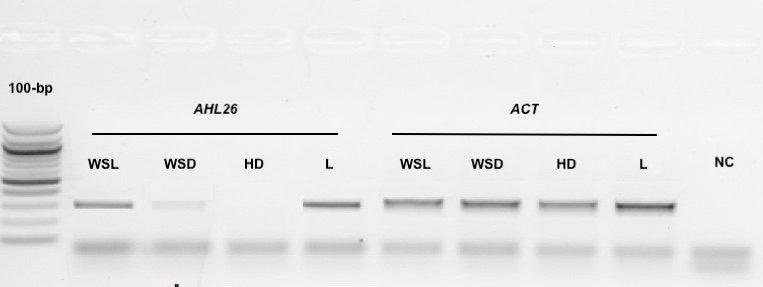 100-bp
AHL26
ACT
WSL WSD HD L WSL WSD HD L NC